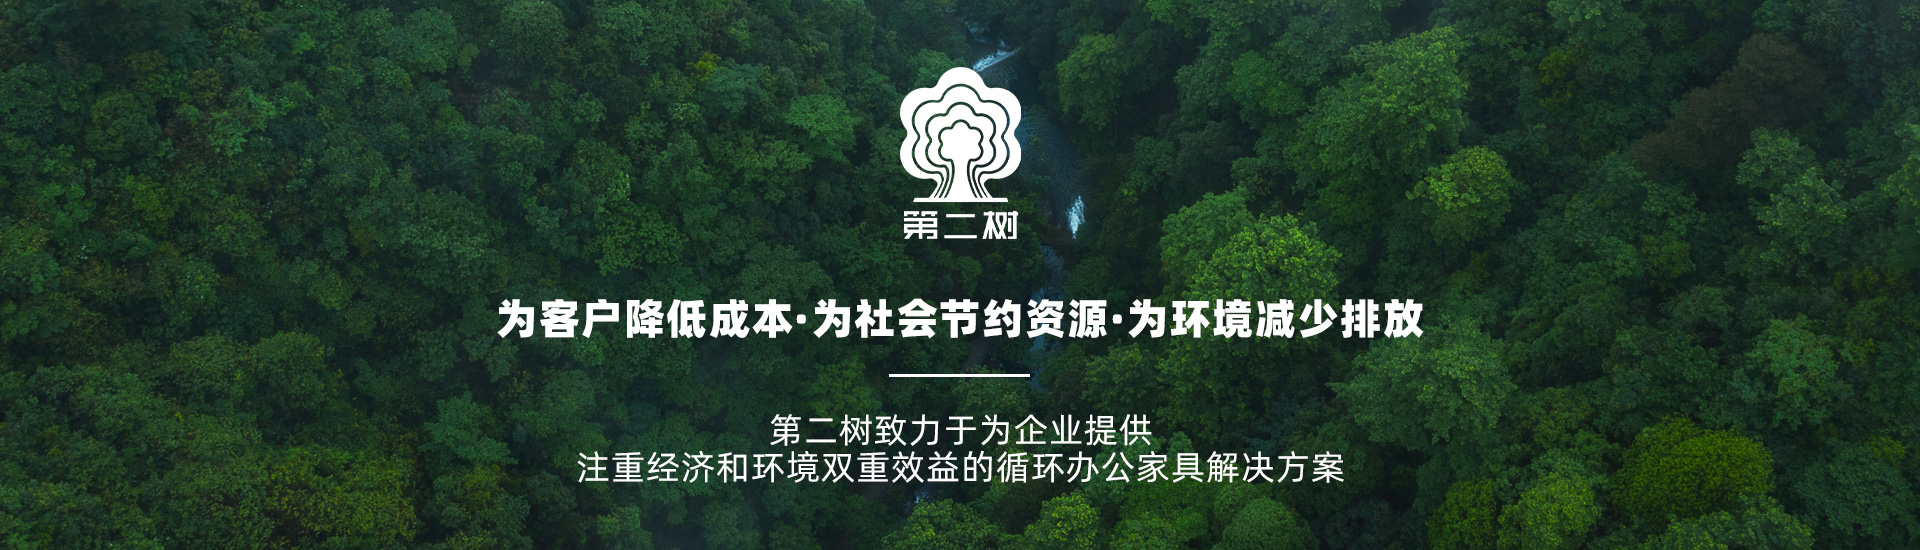 第二树
为客户降低成本·为社会节约资源·为环境减少排放
第二树致力于为企业提供
注重经济和环境双重效益的循环办公家具解决方案